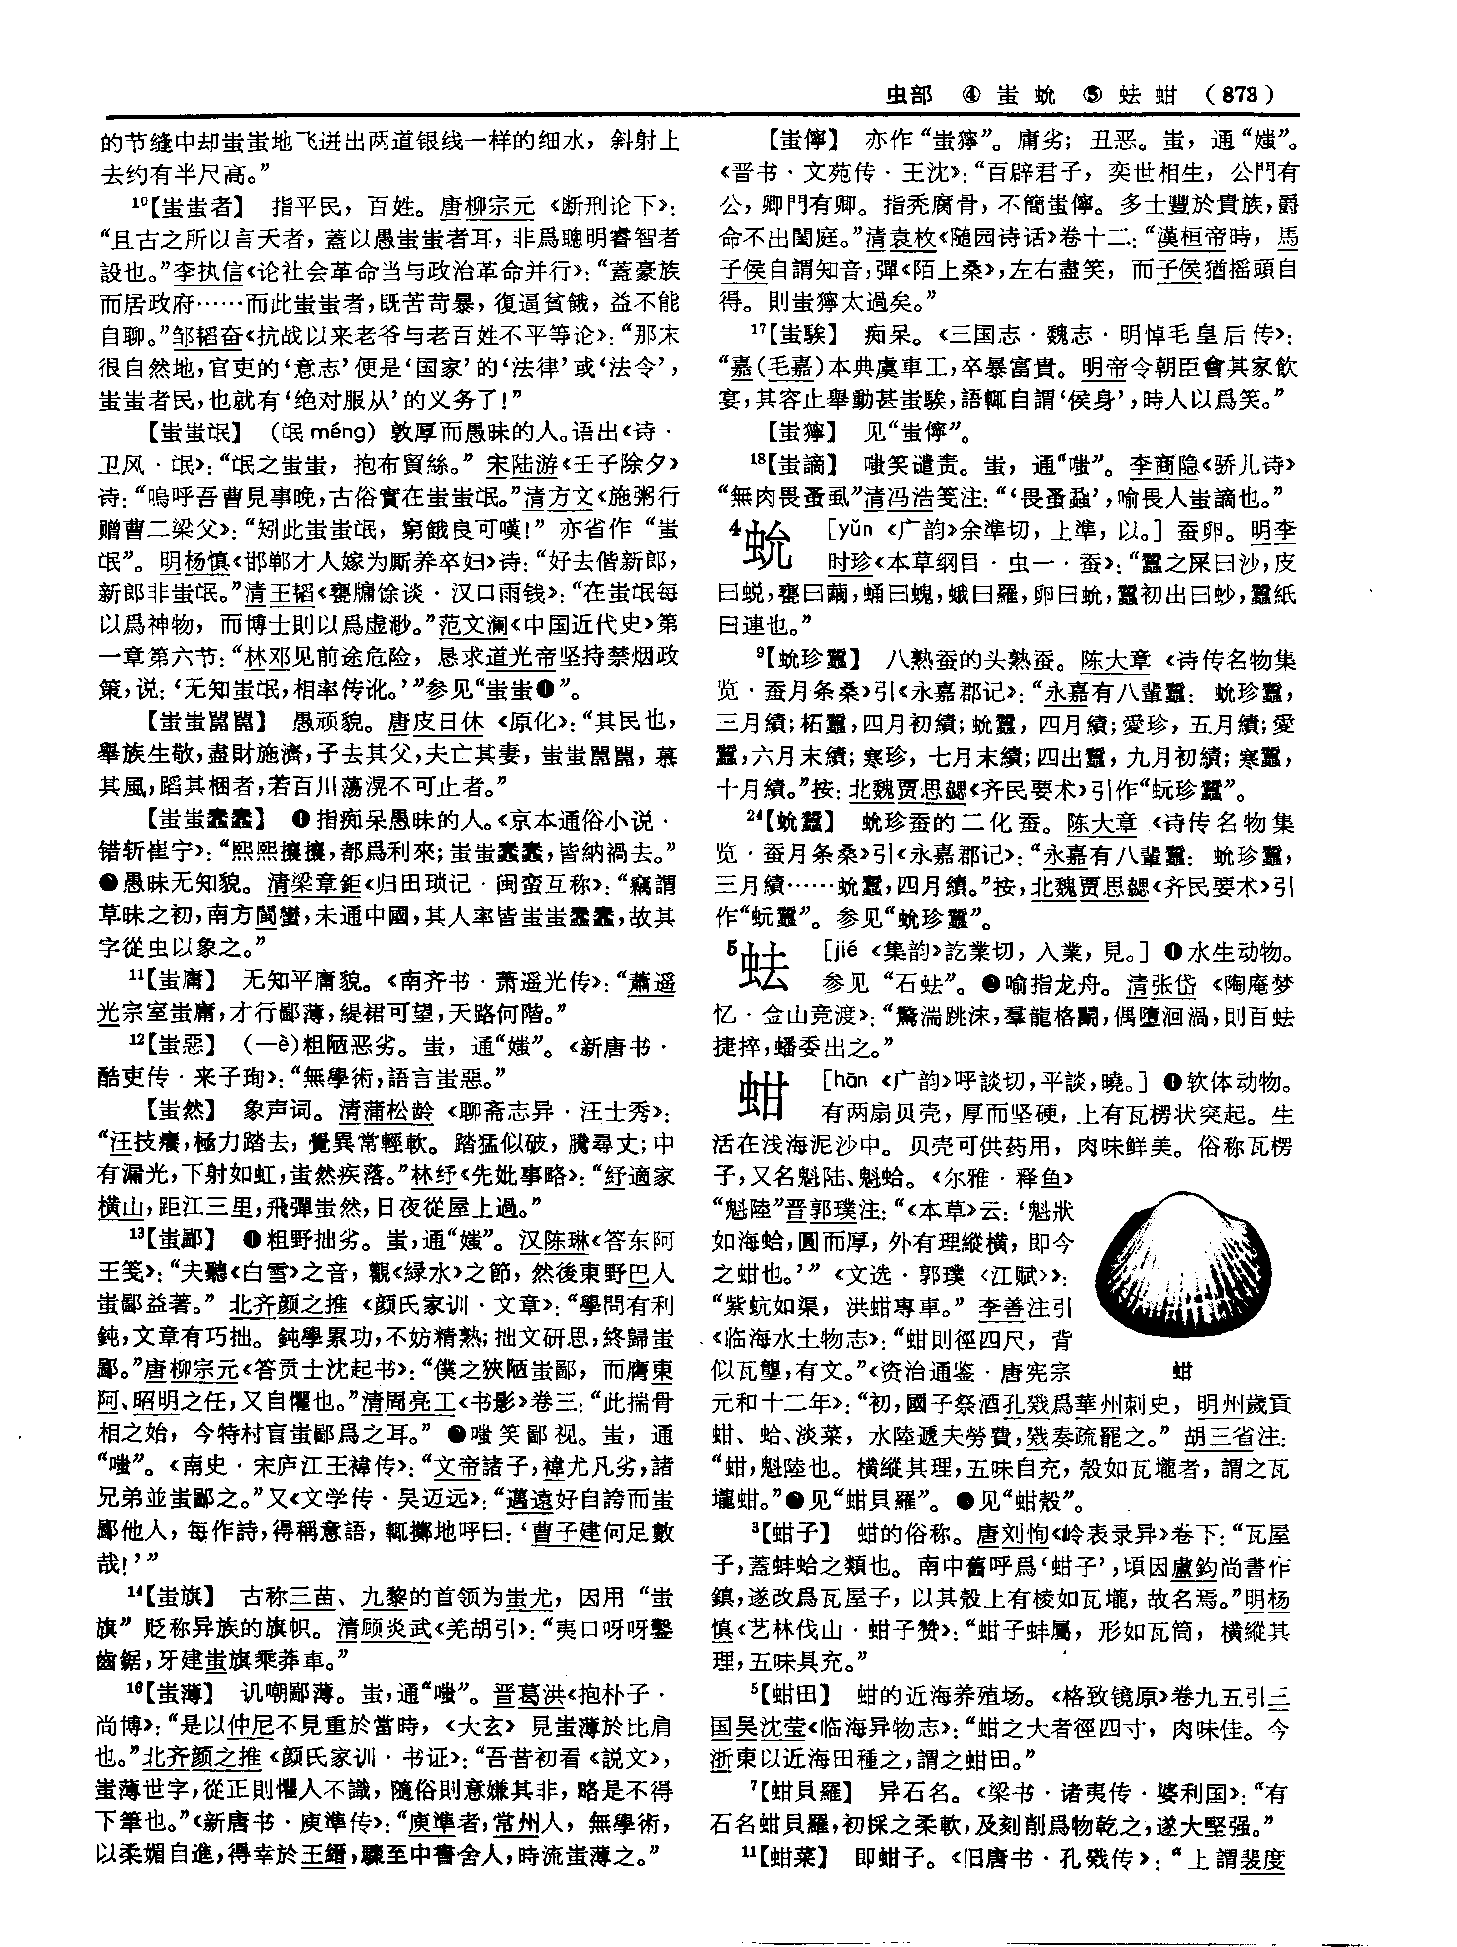 虫部　④ 蚩 蚢 ⑤ 蚨 蚶 （873）
的节缝中却蚩蚩地飞迸出两道银线一样的细水，斜射上
去约有半尺高。”
10【蚩蚩者】　指平民，百姓。唐柳宗元《断刑论下》：
“且古之所以言天者，蓋以愚蚩蚩者耳，非爲聰明睿智者
設也。”李执信《论社会革命当与政治革命并行》：“蓋豪族
而居政府……而此蚩蚩者，既苦苛暴，復逼貧餓，益不能
自聊。”邹韬奋《抗战以来老爷与老百姓不平等论》：“那末
很自然地，官吏的‘意志’便是‘国家’的‘法律’或‘法令’，
蚩蚩者民，也就有‘绝对服从’的义务了！”
【蚩蚩氓】　（氓 méng）敦厚而愚昧的人。语出《诗·
卫风·氓》：“氓之蚩蚩，抱布貿絲。”宋陆游《壬子除夕》
诗：“嗚呼吾曹見事晚，古俗實在蚩蚩氓。”清方文《施粥行
赠曹二梁父》：“矧此蚩蚩氓，窮餓良可嘆！”亦省作“蚩
氓”。明杨慎《邯郸才人嫁为厮养卒妇》诗：“好去偕新郎，
新郎非蚩氓。”清王韬《甕牖馀谈·汉口雨钱》：“在蚩氓每
以爲神物，而博士則以爲虚渺。”范文澜《中国近代史》第
一章第六节：“林邓见前途危险，恳求道光帝坚持禁烟政
策，说：‘无知蚩氓，相率传讹。’”参见“蚩蚩❶”。
【蚩蚩嚚嚚】　愚顽貌。唐皮日休《原化》：“其民也，
舉族生敬，盡財施濟，子去其父，夫亡其妻，蚩蚩嚚嚚，慕
其風，蹈其梱者，若百川蕩滉不可止者。”
【蚩蚩蠢蠢】　❶指痴呆愚昧的人。《京本通俗小说·
错斩崔宁》：“熙熙攘攘，都爲利來；蚩蚩蠢蠢，皆納禍去。”
❷愚昧无知貌。清梁章鉅《归田琐记·闽蛮互称》：“竊謂
草昧之初，南方閩蠻，未通中國，其人率皆蚩蚩蠢蠢，故其
字從虫以象之。”
11【蚩庸】　无知平庸貌。《南齐书·萧遥光传》：“蕭遥
光宗室蚩庸，才行鄙薄，緹裙可望，天路何階。”
12【蚩惡】　（—è）粗陋恶劣。蚩，通“媸”。《新唐书·
酷吏传·来子珣》：“無學術，語言蚩惡。”
【蚩然】　象声词。清蒲松龄《聊斋志异·汪士秀》：
“汪技癢，極力踏去，覺異常輕軟。踏猛似破，騰尋丈；中
有漏光，下射如虹，蚩然疾落。”林纾《先妣事略》：“紓適家
横山，距江三里，飛彈蚩然，日夜從屋上過。”
13【蚩鄙】　❶粗野拙劣。蚩，通“媸”。汉陈琳《答东阿
王笺》：“夫聽《白雪》之音，觀《緑水》之節，然後東野巴人
蚩鄙益著。”北齐颜之推《颜氏家训·文章》：“學問有利
鈍，文章有巧拙。鈍學累功，不妨精熟；拙文研思，終歸蚩
鄙。”唐柳宗元《答贡士沈起书》：“僕之狹陋蚩鄙，而膺東
阿、昭明之任，又自懼也。”清周亮工《书影》卷三：“此揣骨
相之始，今特村盲蚩鄙爲之耳。”❷嗤笑鄙视。蚩，通
“嗤”。《南史·宋庐江王禕传》：“文帝諸子，禕尤凡劣，諸
兄弟並蚩鄙之。”又《文学传·吴迈远》：“邁遠好自誇而蚩
鄙他人，每作詩，得稱意語，輒擲地呼曰：‘曹子建何足數
哉！’”
14【蚩旗】　古称三苗、九黎的首领为蚩尤，因用“蚩
旗”贬称异族的旗帜。清顾炎武《羌胡引》：“夷口呀呀鑿
齒鋸，牙建蚩旗乘莽車。”
16【蚩薄】　讥嘲鄙薄。蚩，通“嗤”。晋葛洪《抱朴子·
尚博》：“是以仲尼不見重於當時，《大玄》見蚩薄於比肩
也。”北齐颜之推《颜氏家训·书证》：“吾昔初看《説文》，
蚩薄世字，從正則懼人不識，隨俗則意嫌其非，略是不得
下筆也。”《新唐书·庾準传》：“庾準者，常州人，無學術，
以柔媚自進，得幸於王縉，驟至中書舍人，時流蚩薄之。”
【蚩儜】　亦作“蚩獰”。庸劣；丑恶。蚩，通“媸”。
《晋书·文苑传·王沈》：“百辟君子，奕世相生，公門有
公，卿門有卿。指秃腐骨，不簡蚩儜。多士豐於貴族，爵
命不出閨庭。”清袁枚《随园诗话》卷十二：“漢桓帝時，馬
子侯自謂知音，彈《陌上桑》，左右盡笑，而子侯猶摇頭自
得。則蚩獰太過矣。”
17【蚩騃】　痴呆。《三国志·魏志·明悼毛皇后传》：
“嘉(毛嘉)本典虞車工，卒暴富貴。明帝令朝臣會其家飲
宴，其容止舉動甚蚩騃，語輒自謂‘侯身’，時人以爲笑。”
【蚩獰】　见“蚩儜”。
18【蚩謫】　嗤笑谴责。蚩，通“嗤”。李商隐《骄儿诗》
“無肉畏蚤虱”清冯浩笺注：“‘畏蚤蝨’，喻畏人蚩謫也。”
4 㐖 [yǔn《广韵》余準切，上準，以。] 蚕卵。明李
时珍《本草纲目·虫一·蚕》：“蠶之屎曰沙，皮
曰蜕，甕曰繭，蛹曰螝，蛾曰羅，卵曰蚢，蠶初出曰䖢，蠶紙
曰連也。”
9【蚢珍蠶】　八熟蚕的头熟蚕。陈大章《诗传名物集
览·蚕月条桑》引《永嘉郡记》：“永嘉有八輩蠶：蚢珍蠶，
三月績；柘蠶，四月初績；蚢蠶，四月績；愛珍，五月績；愛
蠶，六月末績；寒珍，七月末績；四出蠶，九月初績；寒蠶，
十月績。”按：北魏贾思勰《齐民要术》引作“蚖珍蠶”。
24【蚢蠶】　蚢珍蚕的二化蚕。陈大章《诗传名物集
览·蚕月条桑》引《永嘉郡记》：“永嘉有八輩蠶：蚢珍蠶，
三月績……蚢蠶，四月績。”按，北魏贾思勰《齐民要术》引
作“蚖蠶”。参见“蚢珍蠶”。
5 蚨 [jié《集韵》訖業切，入業，見。] ❶水生动物。
参见“石蚨”。❷喻指龙舟。清张岱《陶庵梦
忆·金山竞渡》：“驚湍跳沫，羣龍格鬭，偶墮洄渦，則百蚨
捷捽，蟠委出之。”
蚶 [hān《广韵》呼談切，平談，曉。] ❶软体动物。
有两扇贝壳，厚而坚硬，上有瓦楞状突起。生
活在浅海泥沙中。贝壳可供药用，肉味鲜美。俗称瓦楞
子，又名魁陆、魁蛤。《尔雅·释鱼》
“魁陸”晋郭璞注：“《本草》云：‘魁狀
如海蛤，圓而厚，外有理縱横，即今
之蚶也。’”《文选·郭璞〈江赋〉》：
“紫蚢如渠，洪蚶專車。”李善注引
《临海水土物志》：“蚶則徑四尺，背
似瓦壟，有文。”《资治通鉴·唐宪宗
蚶
元和十二年》：“初，國子祭酒孔戣爲華州刺史，明州歲貢
蚶、蛤、淡菜，水陸遞夫勞費，戣奏疏罷之。”胡三省注：
“蚶，魁陸也。横縱其理，五味自充，殼如瓦壠者，謂之瓦
壠蚶。”❷见“蚶貝羅”。❸见“蚶殼”。
3【蚶子】　蚶的俗称。唐刘恂《岭表录异》卷下：“瓦屋
子，蓋蚌蛤之類也。南中舊呼爲‘蚶子’，頃因盧鈞尚書作
鎮，遂改爲瓦屋子，以其殼上有棱如瓦壠，故名焉。”明杨
慎《艺林伐山·蚶子赞》：“蚶子蚌屬，形如瓦筒，横縱其
理，五味具充。”
5【蚶田】　蚶的近海养殖场。《格致镜原》卷九五引三
国吴沈莹《临海异物志》：“蚶之大者徑四寸，肉味佳。今
浙東以近海田種之，謂之蚶田。”
7【蚶貝羅】　异石名。《梁书·诸夷传·婆利国》：“有
石名蚶貝羅，初採之柔軟，及刻削爲物乾之，遂大堅强。”
11【蚶菜】　即蚶子。《旧唐书·孔戣传》：“上謂裴度